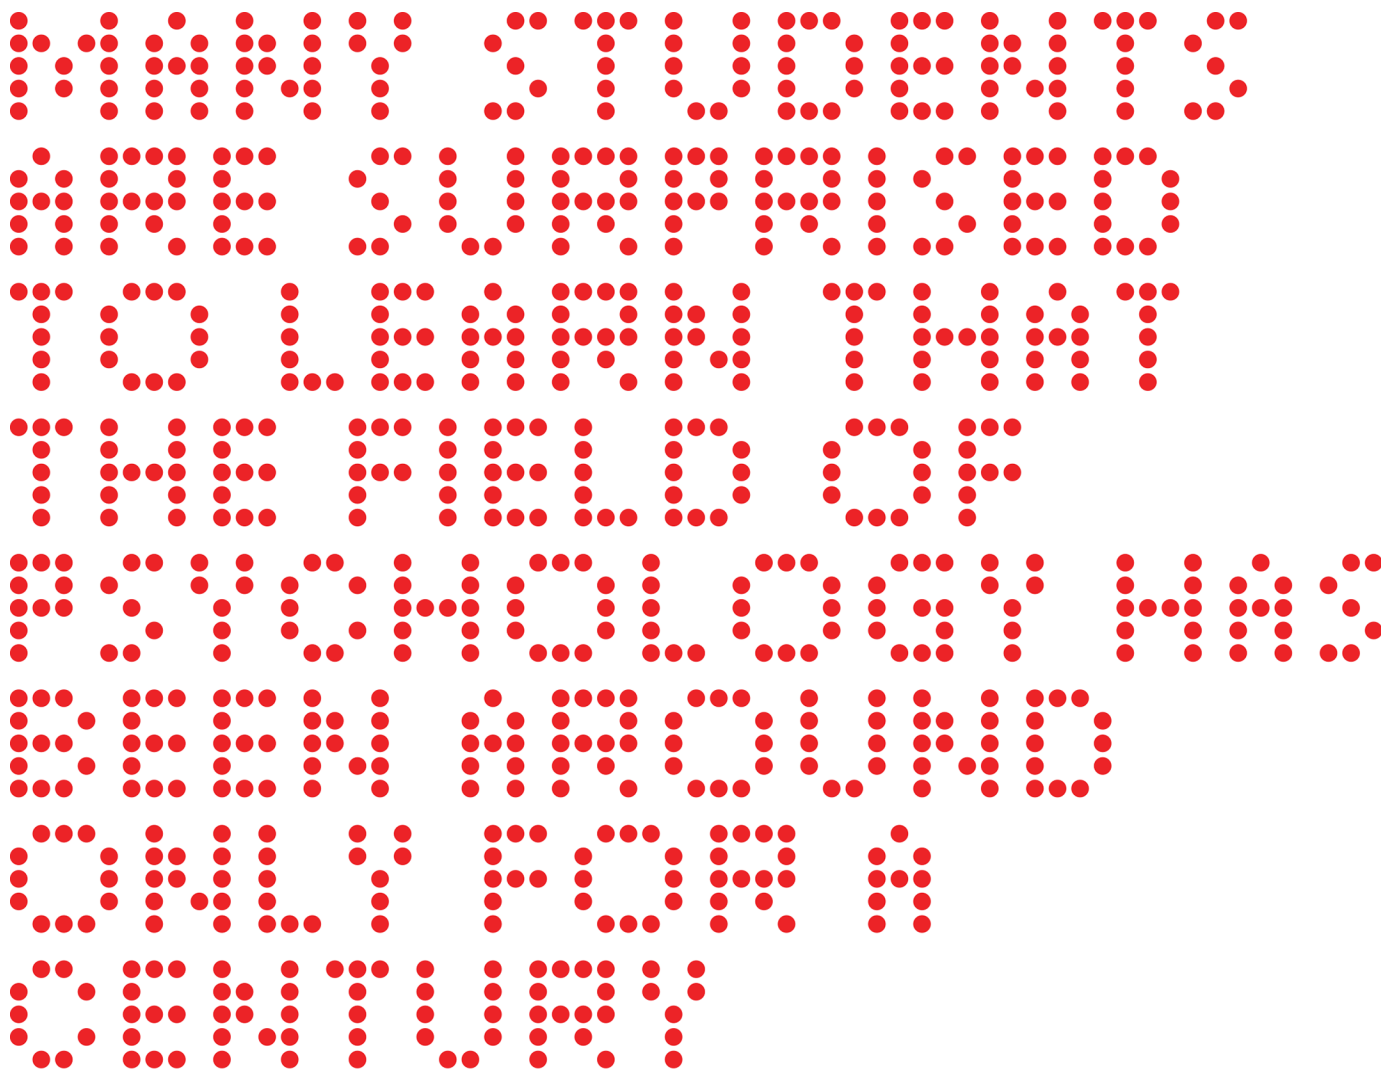 MANY STUDENTS
ARE SURPRISED
TO LEARN THAT
THE FIELD OF
PSYCHOLOGY HAS
BEEN AROUND
ONLY FOR A
CENTURY